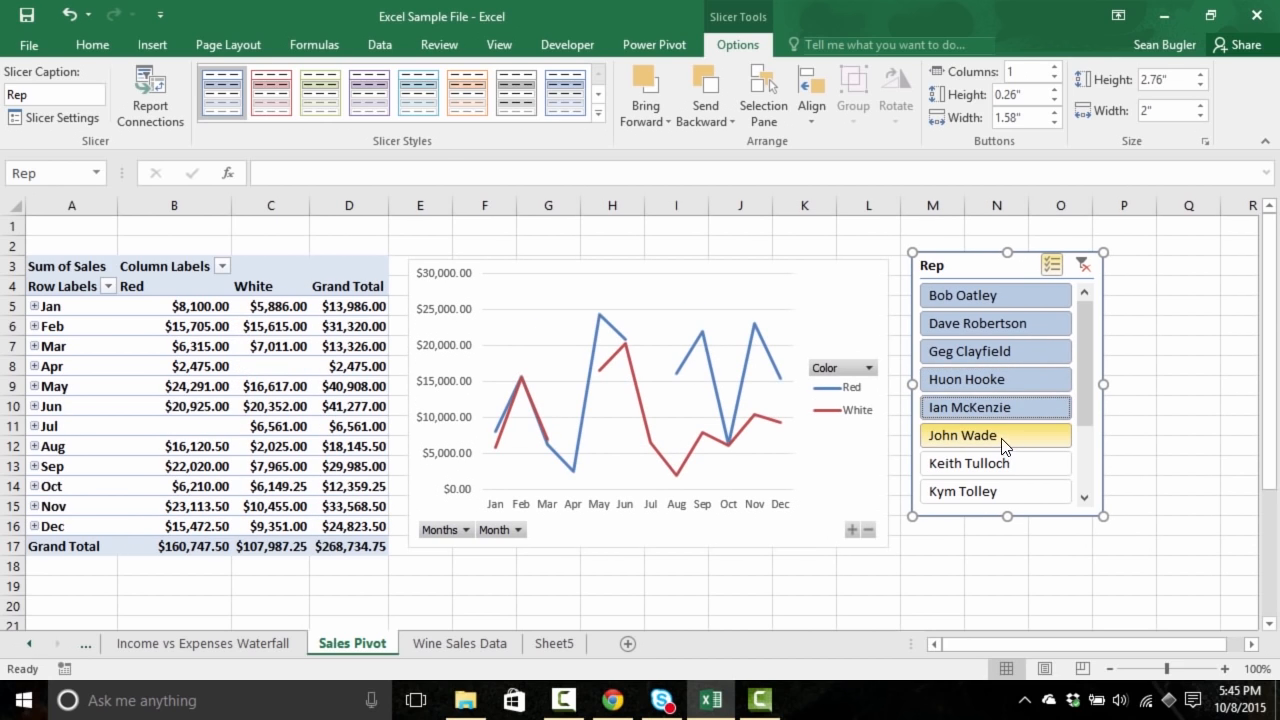 Excel Sample File - Excel
Slicer Tools
File Home Insert Page Layout Formulas Data Review View Developer Power Pivot Options Tell me what you want to do... Sean Bugler Share
Slicer Caption:
Rep
Slicer Settings
Report
Connections
Slicer
Slicer Styles
Bring
Forward
Send
Backward
Selection
Pane
Align
Group
Rotate
Arrange
Columns: 1
Height: 0.26"
Width: 1.58"
Buttons
Height: 2.76"
Width: 2"
Size
Rep
fx
A B C D E F G H I J K L M N O P Q R
1
2
3 Sum of Sales Column Labels
4 Row Labels Red White Grand Total
5 Jan $8,100.00 $5,886.00 $13,986.00
6 Feb $15,705.00 $15,615.00 $31,320.00
7 Mar $6,315.00 $7,011.00 $13,326.00
8 Apr $2,475.00 $2,475.00
9 May $24,291.00 $16,617.00 $40,908.00
10 Jun $20,925.00 $20,352.00 $41,277.00
11 Jul $6,561.00 $6,561.00
12 Aug $16,120.50 $2,025.00 $18,145.50
13 Sep $22,020.00 $7,965.00 $29,985.00
14 Oct $6,210.00 $6,149.25 $12,359.25
15 Nov $23,113.50 $10,455.00 $33,568.50
16 Dec $15,472.50 $9,351.00 $24,823.50
17 Grand Total $160,747.50 $107,987.25 $268,734.75
18
19
20
21
$30,000.00
$25,000.00
$20,000.00
$15,000.00
$10,000.00
$5,000.00
$0.00
Jan Feb Mar Apr May Jun Jul Aug Sep Oct Nov Dec
Color
Red
White
Months Month
Rep
Bob Oatley
Dave Robertson
Geg Clayfield
Huon Hooke
Ian McKenzie
John Wade
Keith Tulloch
Kym Tolley
... Income vs Expenses Waterfall Sales Pivot Wine Sales Data Sheet5
Ready
100%
Ask me anything
5:45 PM
10/8/2015